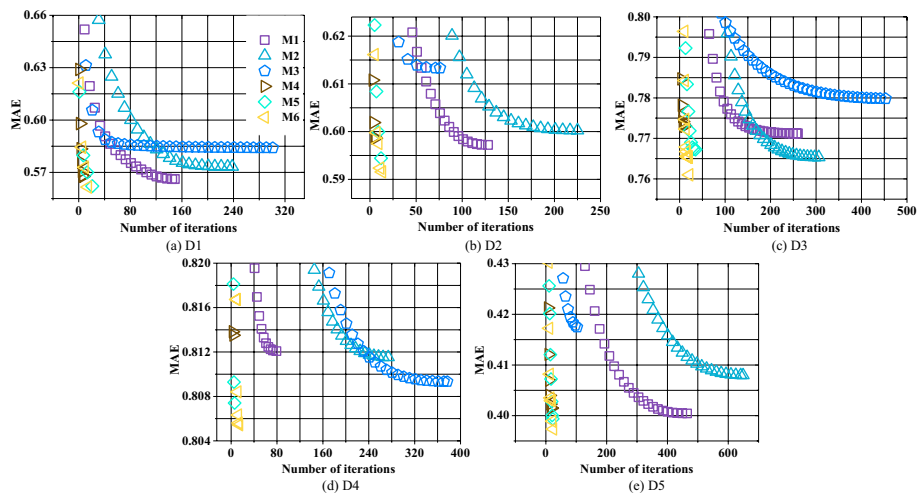 0.66
0.63
0.60
0.57
MAE
0 80 160 240 320
Number of iterations
(a) D1
M1
M2
M3
M4
M5
M6
0.62
0.61
0.60
0.59
MAE
0 50 100 150 200 250
Number of iterations
(b) D2
0.80
0.79
0.78
0.77
0.76
MAE
0 100 200 300 400 500
Number of iterations
(c) D3
0.820
0.816
0.812
0.808
0.804
MAE
0 80 160 240 320 400
Number of iterations
(d) D4
0.43
0.42
0.41
0.40
MAE
0 200 400 600
Number of iterations
(e) D5